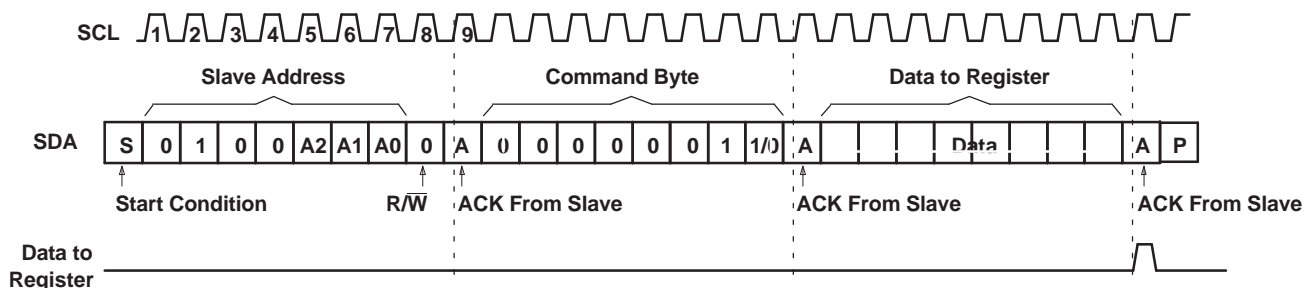 SCL 1 2 3 4 5 6 7 8 9
Slave Address Command Byte Data to Register
SDA S 0 1 0 0 A2 A1 A0 0 A 0 0 0 0 0 0 1 1/0 A Data A P
Start Condition R/W ACK From Slave ACK From Slave ACK From Slave
Data to
Register